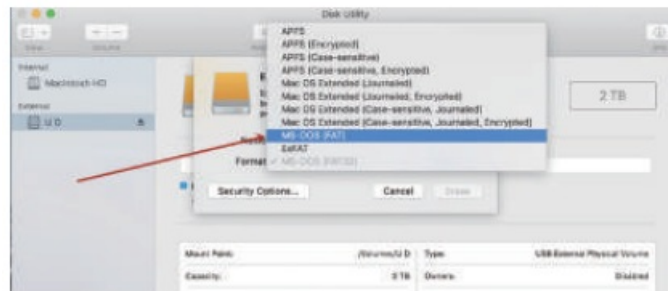 Disk Utility
Internal
Macintosh HD
External
U D
2 TB
APFS
APFS (Encrypted)
APFS (Case-sensitive)
APFS (Case-sensitive, Encrypted)
Mac OS Extended (Journaled)
Mac OS Extended (Journaled, Encrypted)
Mac OS Extended (Case-sensitive, Journaled)
Mac OS Extended (Case-sensitive, Journaled, Encrypted)
MS-DOS (FAT)
ExFAT
Format
MS-DOS (FAT32)
Security Options...
Cancel
Erase
Mount Point:
/Volumes/U D
Type:
USB External Physical Volume
Capacity:
2 TB
Owners:
Disabled